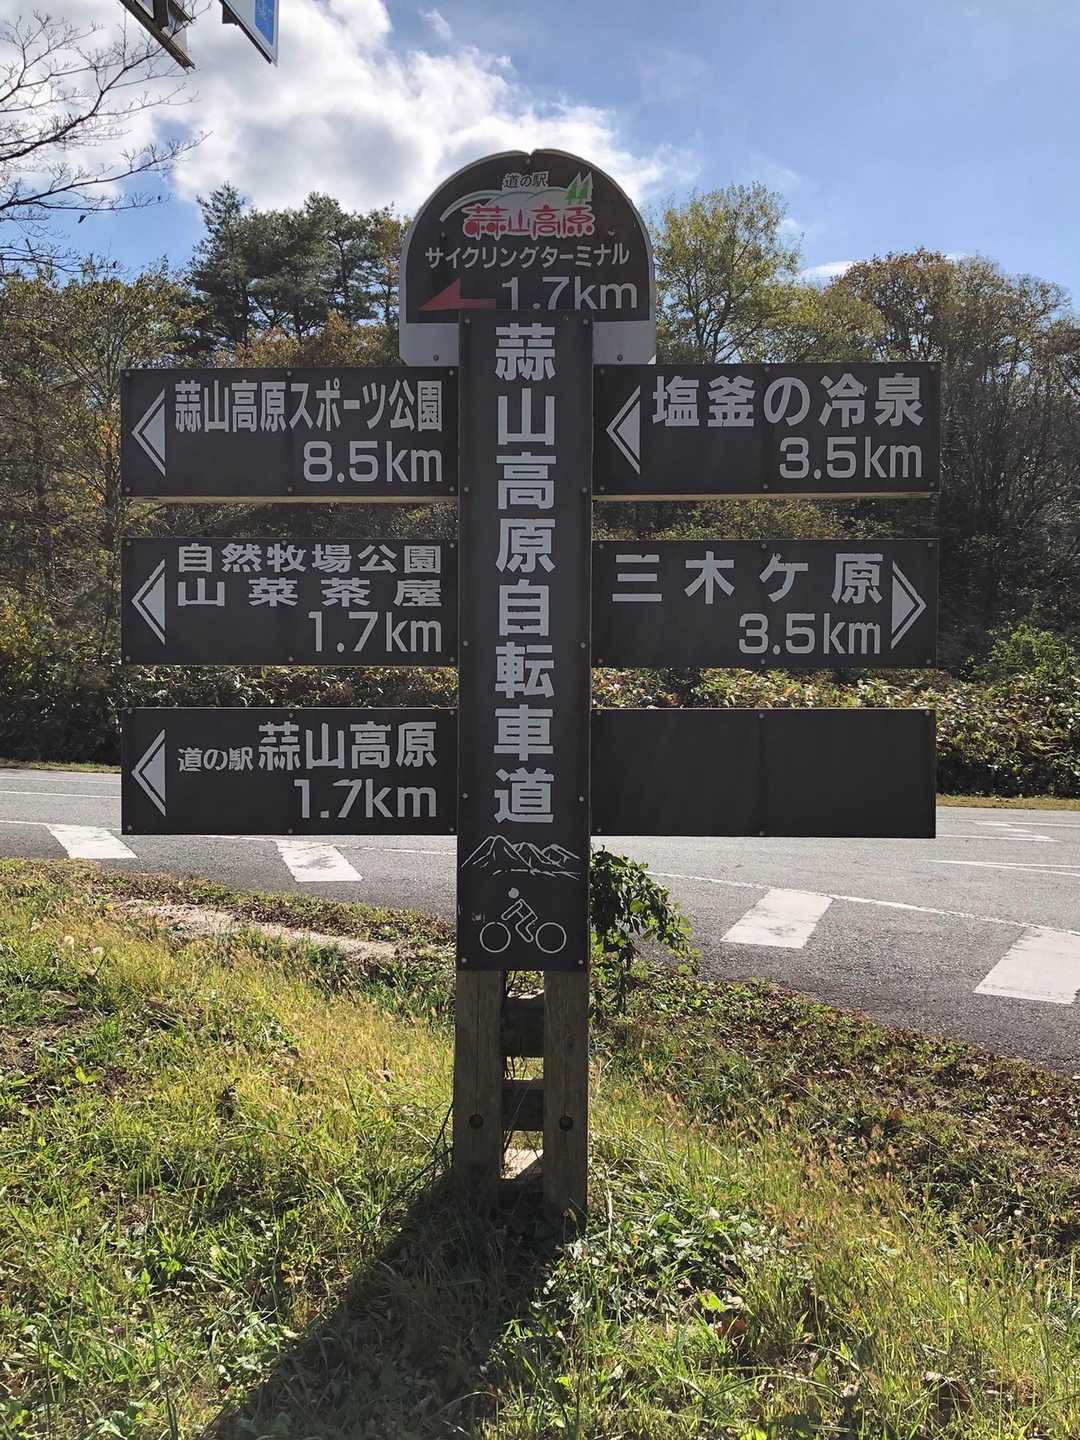 道の駅
蒜山高原
サイクリングターミナル
1.7km
蒜山高原自転車道
蒜山高原スポーツ公園
8.5km
自然牧場公園
山菜茶屋
1.7km
道の駅 蒜山高原
1.7km
塩釜の冷泉
3.5km
三木ケ原
3.5km